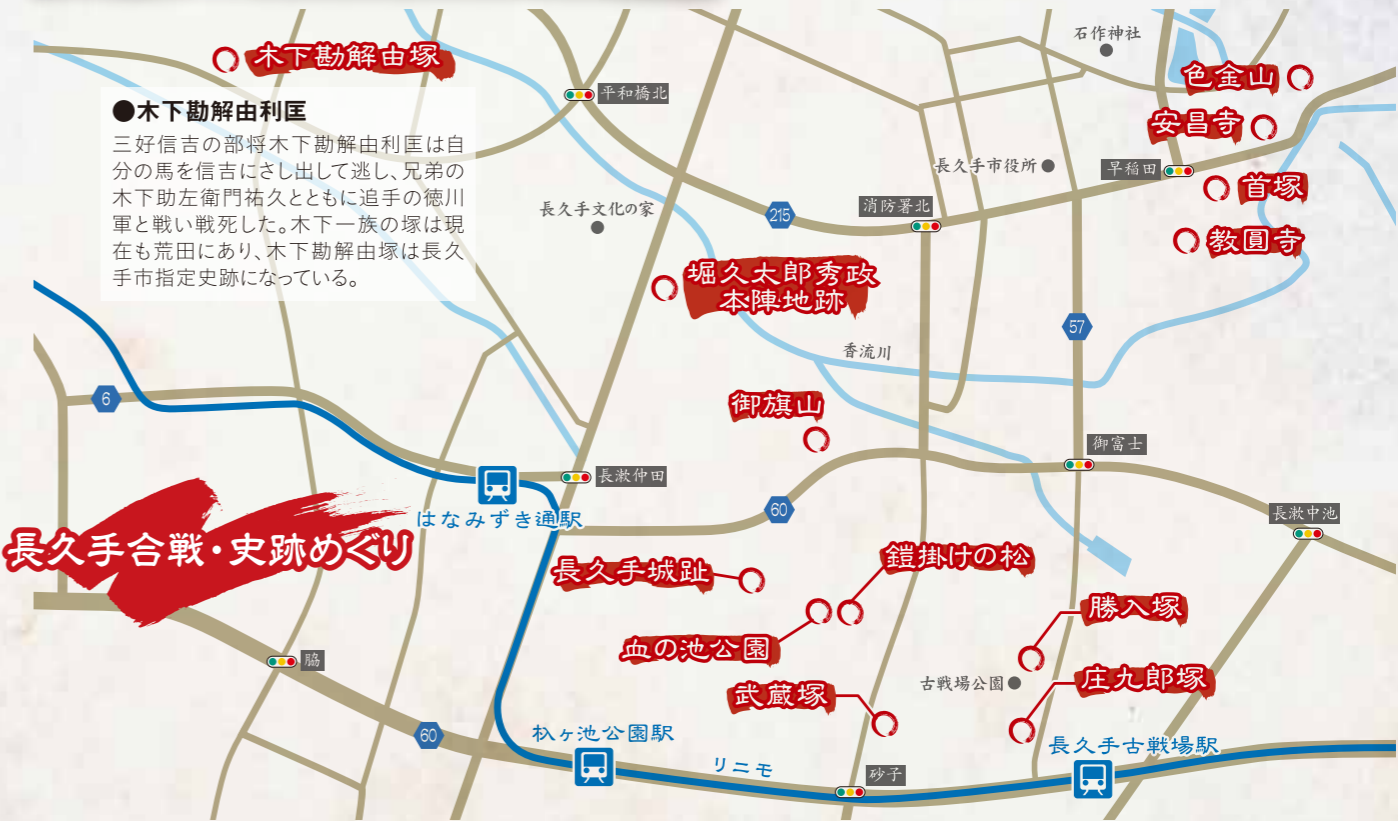 木下勘解由塚
●木下勘解由利匡
三好信吉の部将木下勘解由利匡は自
分の馬を信吉にさし出して逃し、兄弟の
木下助左衛門祐久とともに追手の徳川
軍と戦い戦死した。木下一族の塚は現
在も荒田にあり、木下勘解由塚は長久
手市指定史跡になっている。
平和橋北
石作神社
色金山
安昌寺
早稲田
首塚
教圓寺
長久手市役所
長久手文化の家
215
消防署北
堀久太郎秀政
本陣地跡
57
香流川
6
御旗山
御富士
長湫仲田
はなみずき通駅
60
長湫中池
長久手合戦・史跡めぐり
長久手城趾
鎧掛けの松
血の池公園
勝入塚
武蔵塚
古戦場公園
庄九郎塚
脇
60
杁ヶ池公園駅
リニモ
砂子
長久手古戦場駅